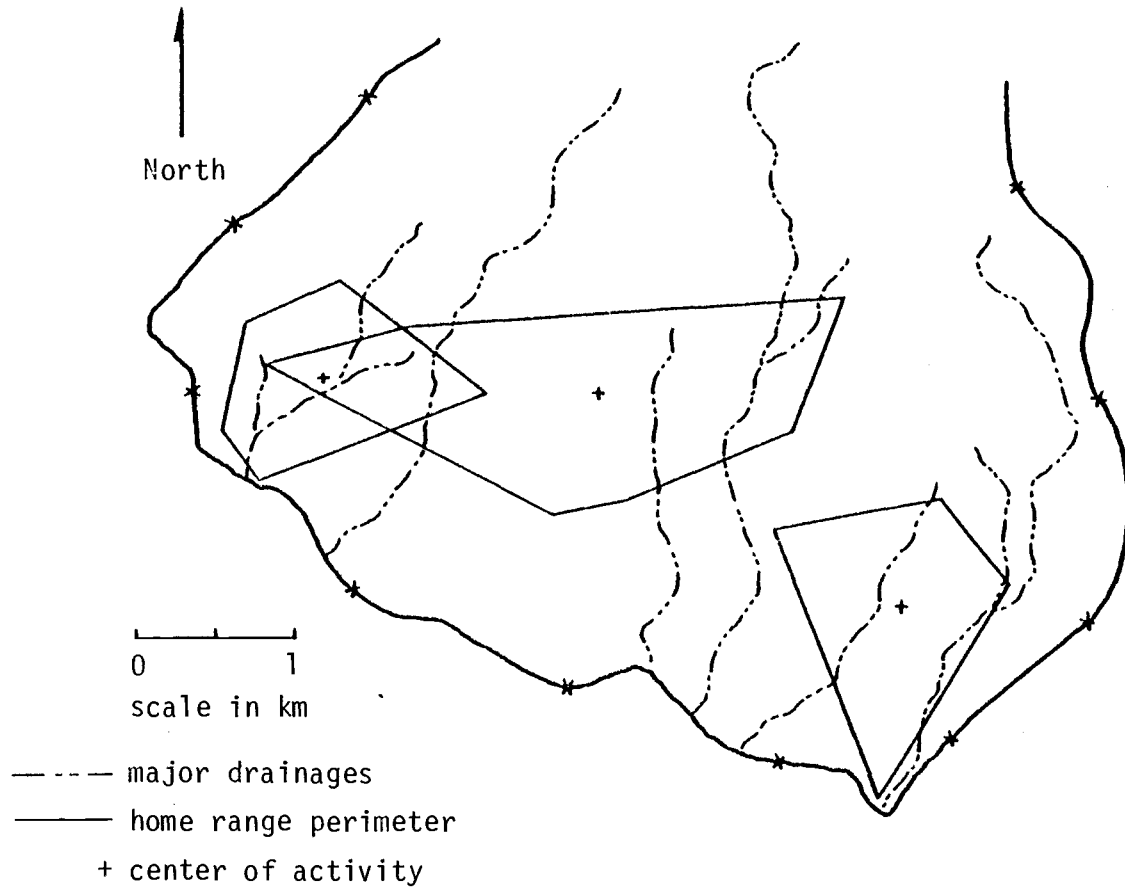 North
0 1
scale in km
major drainages
home range perimeter
+ center of activity